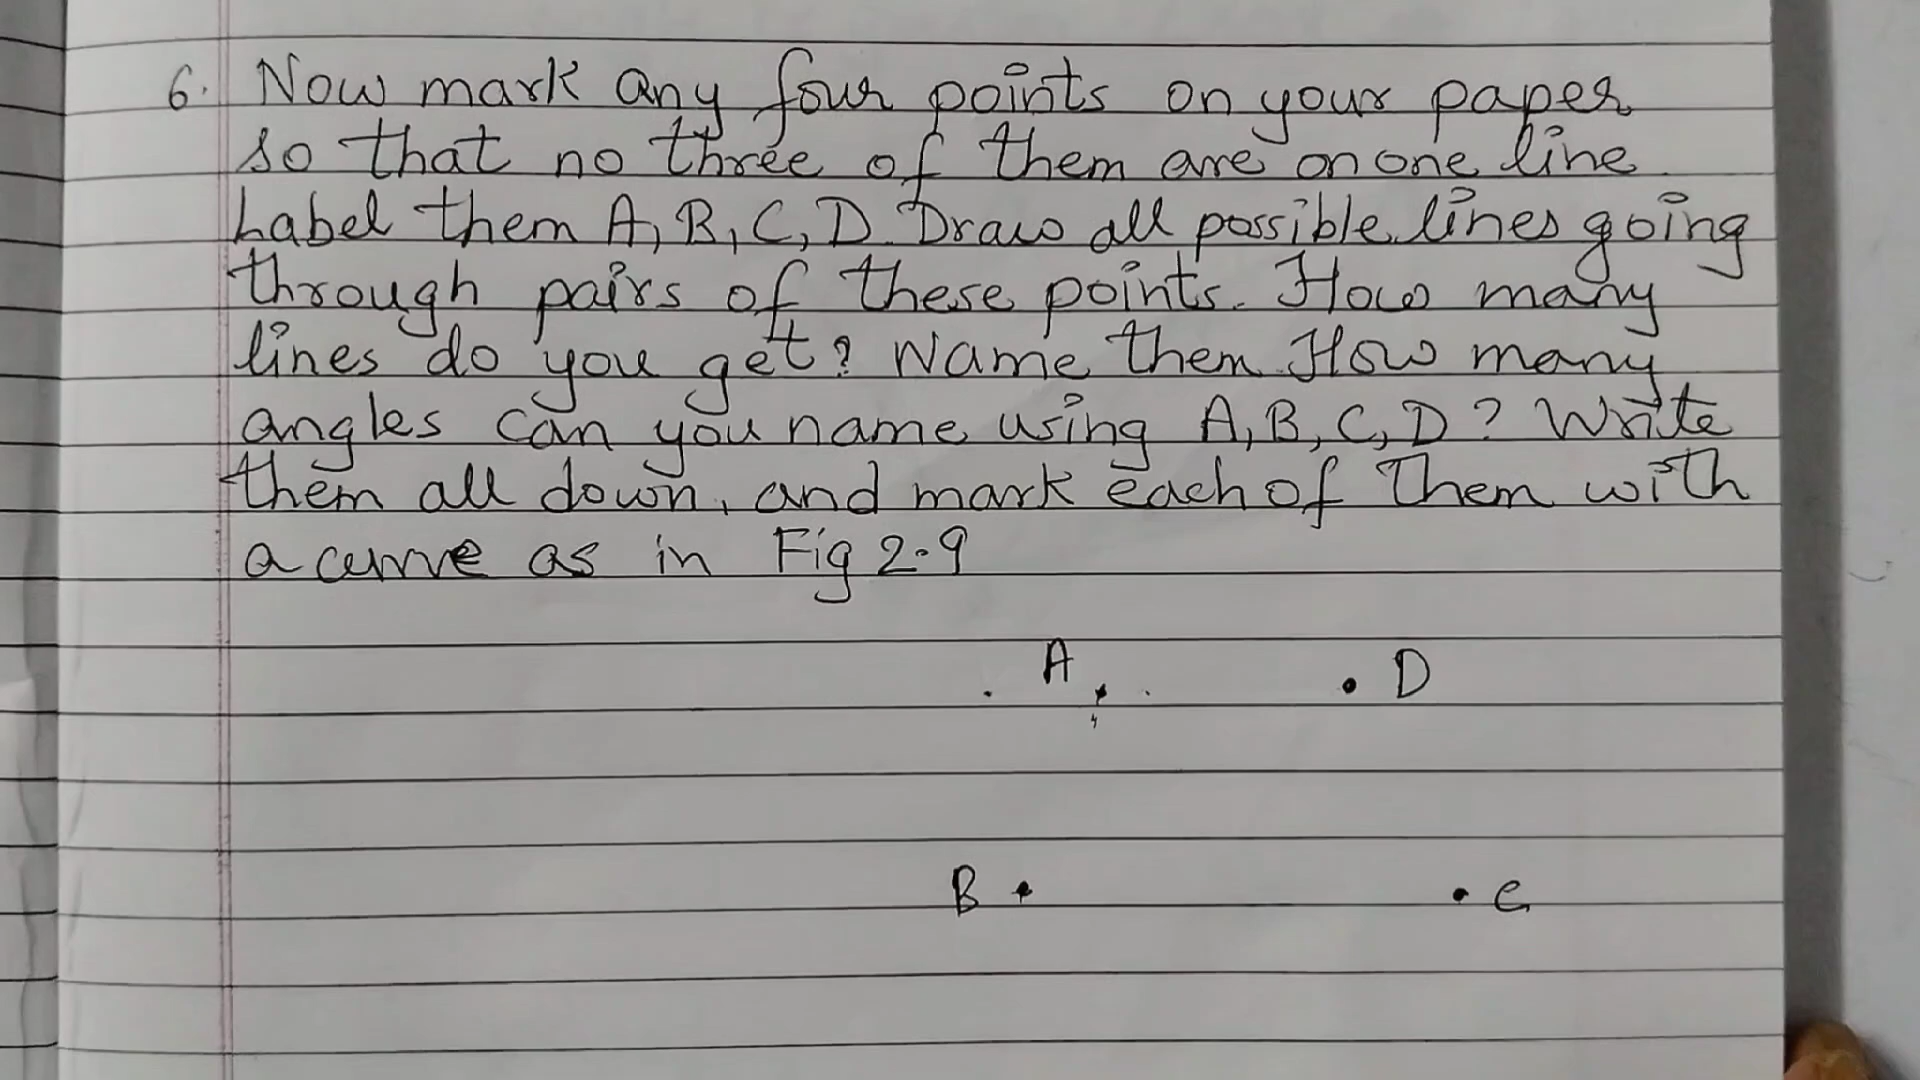 6. Now mark any four points on your paper
so that no three of them are on one line.
Label them A, B, C, D. Draw all possible lines going
through pairs of these points. How many
lines do you get? Name them. How many
angles can you name using A, B, C, D? Write
them all down, and mark each of them with
a curve as in Fig 2.9
A D
B C